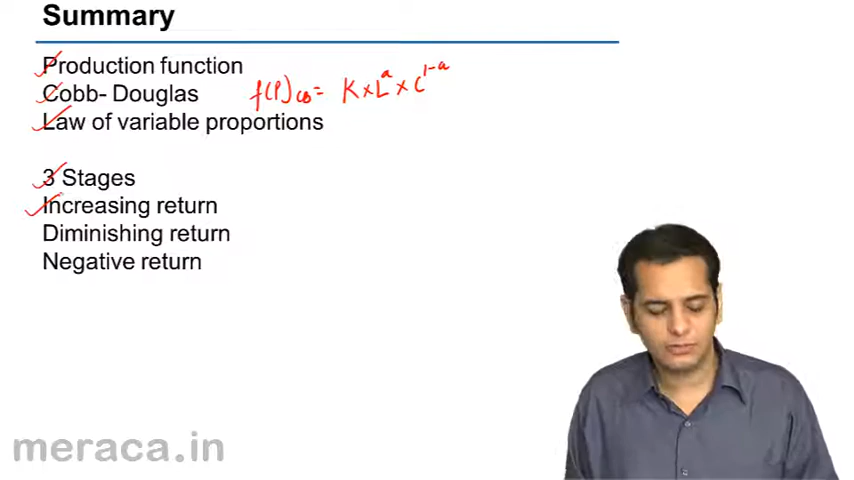 Summary
Production function
Cobb- Douglas f(P)CD = K×L^a×C^1-a
Law of variable proportions
3 Stages
Increasing return
Diminishing return
Negative return
meraca.in